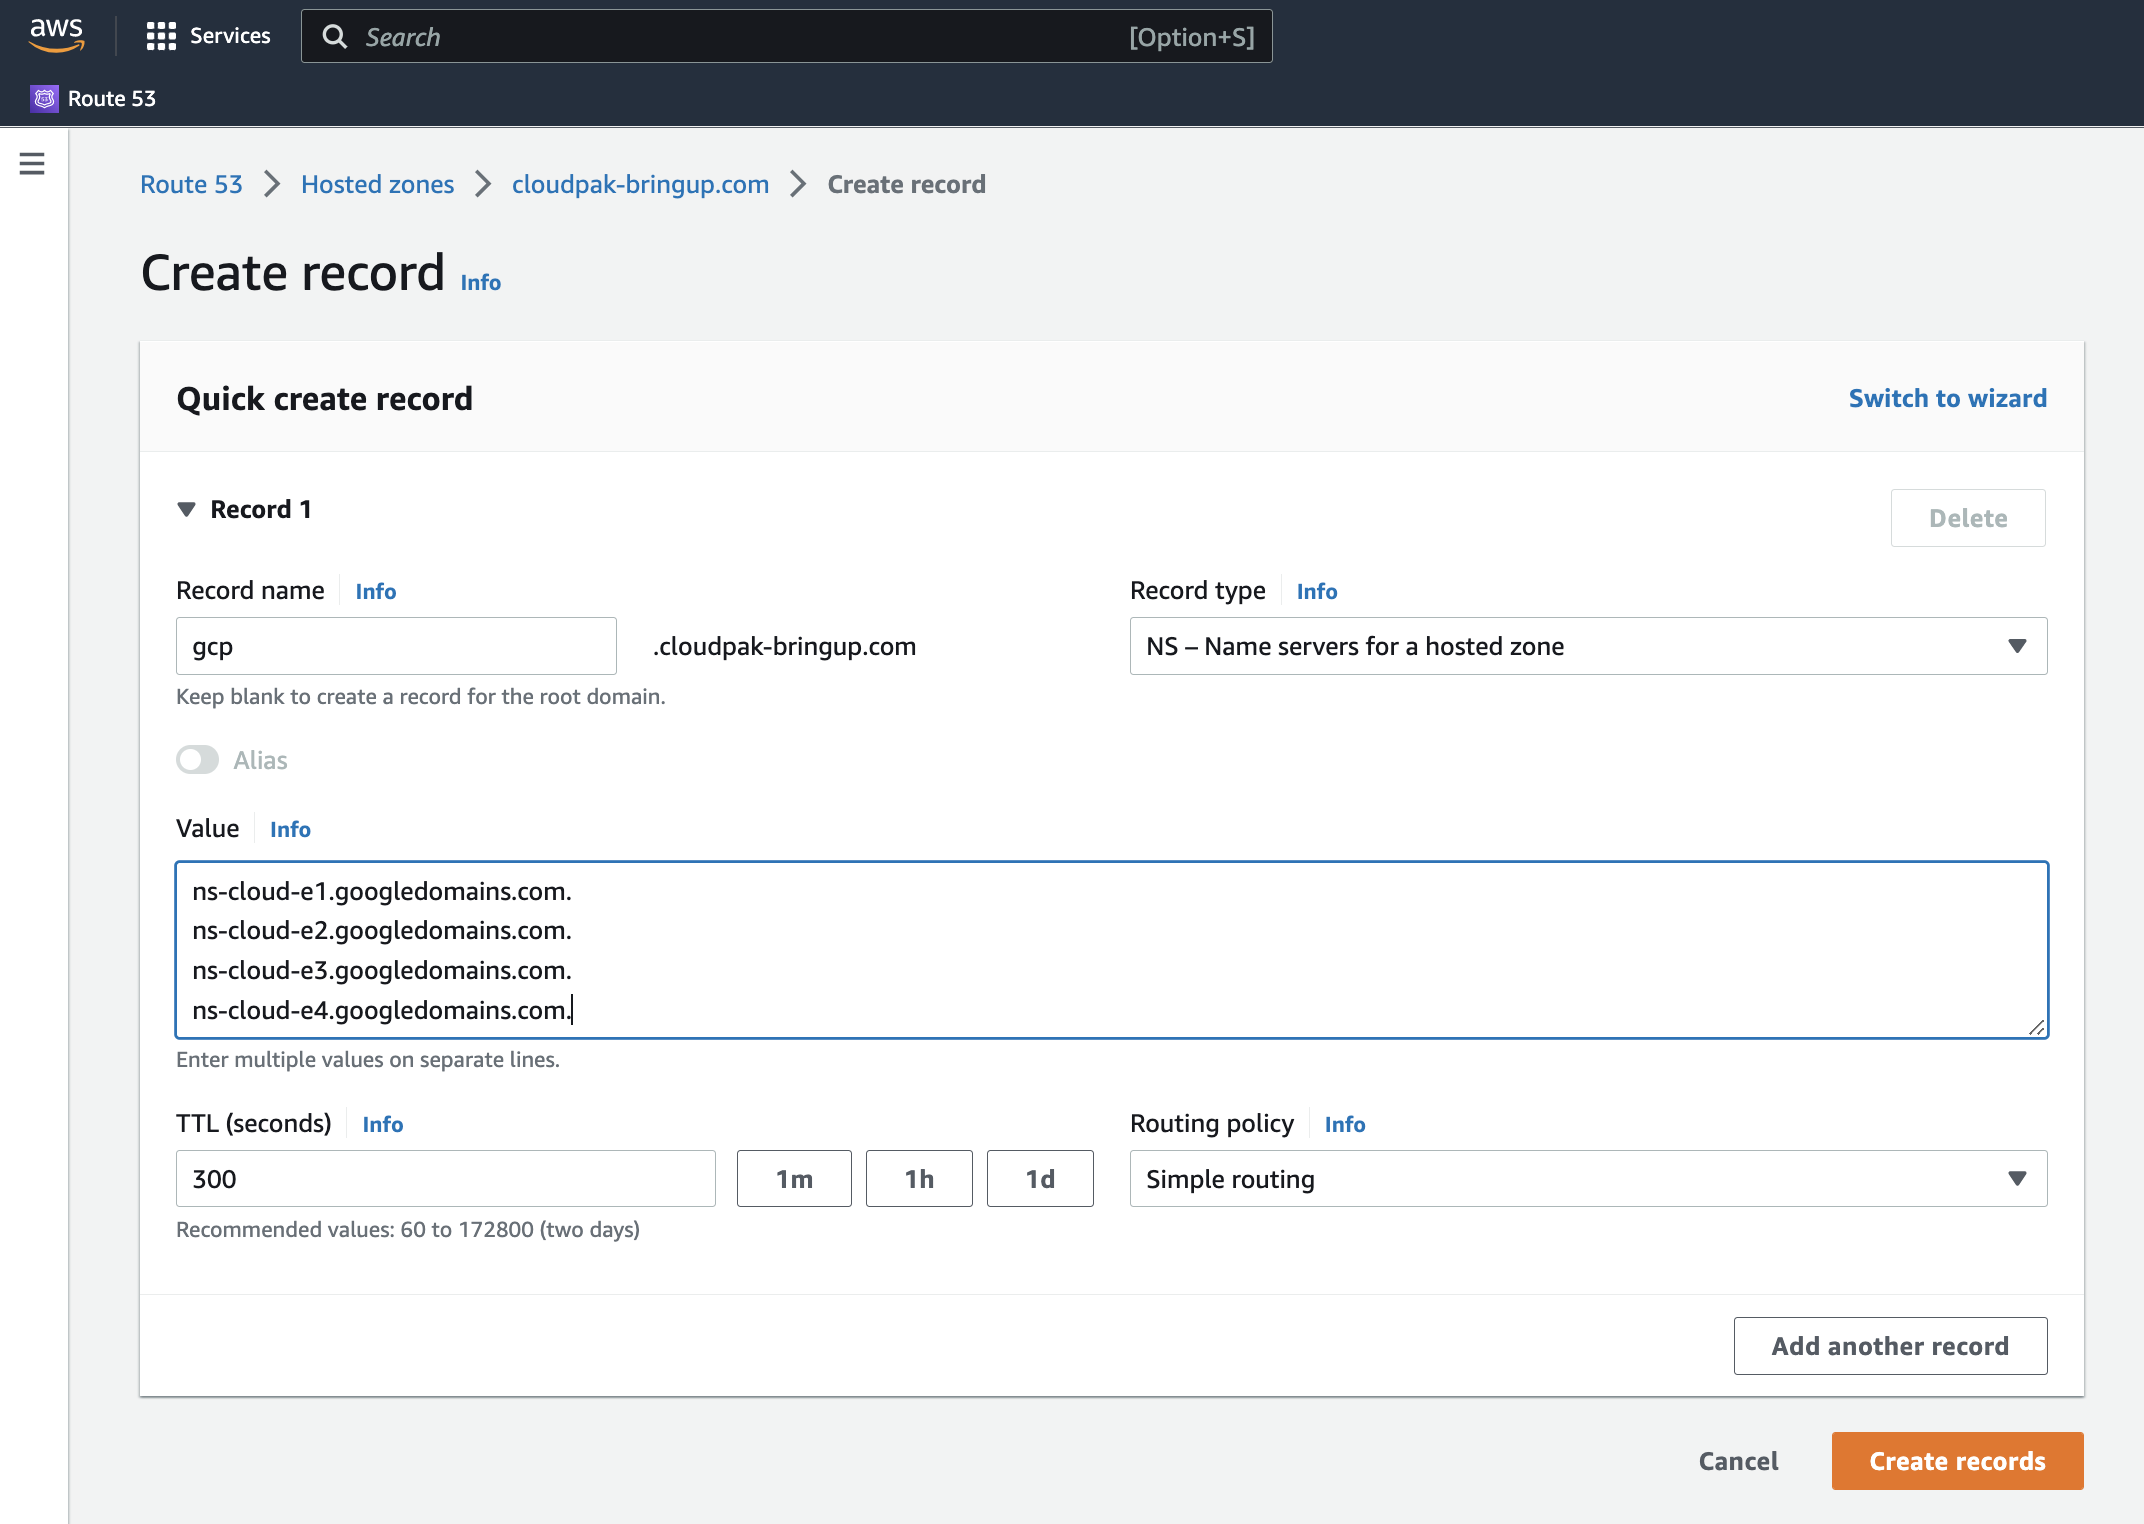 aws Services Search [Option+S]
Route 53
Route 53 Hosted zones cloudpak-bringup.com Create record
Create record Info
Quick create record Switch to wizard
Record 1 Delete
Record name Info Record type Info
gcp .cloudpak-bringup.com NS – Name servers for a hosted zone
Keep blank to create a record for the root domain.
Alias
Value Info
ns-cloud-e1.googledomains.com.
ns-cloud-e2.googledomains.com.
ns-cloud-e3.googledomains.com.
ns-cloud-e4.googledomains.com.
Enter multiple values on separate lines.
TTL (seconds) Info Routing policy Info
300 1m 1h 1d Simple routing
Recommended values: 60 to 172800 (two days)
Add another record
Cancel Create records